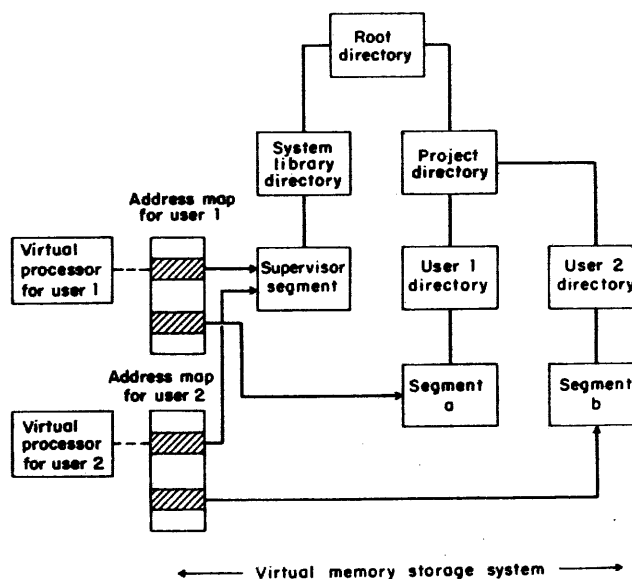 Root
directory
System
library
directory
Project
directory
Address map
for user 1
Virtual
processor
for user 1
Supervisor
segment
User 1
directory
User 2
directory
Address map
for user 2
Segment
a
Segment
b
Virtual
processor
for user 2
Virtual memory storage system